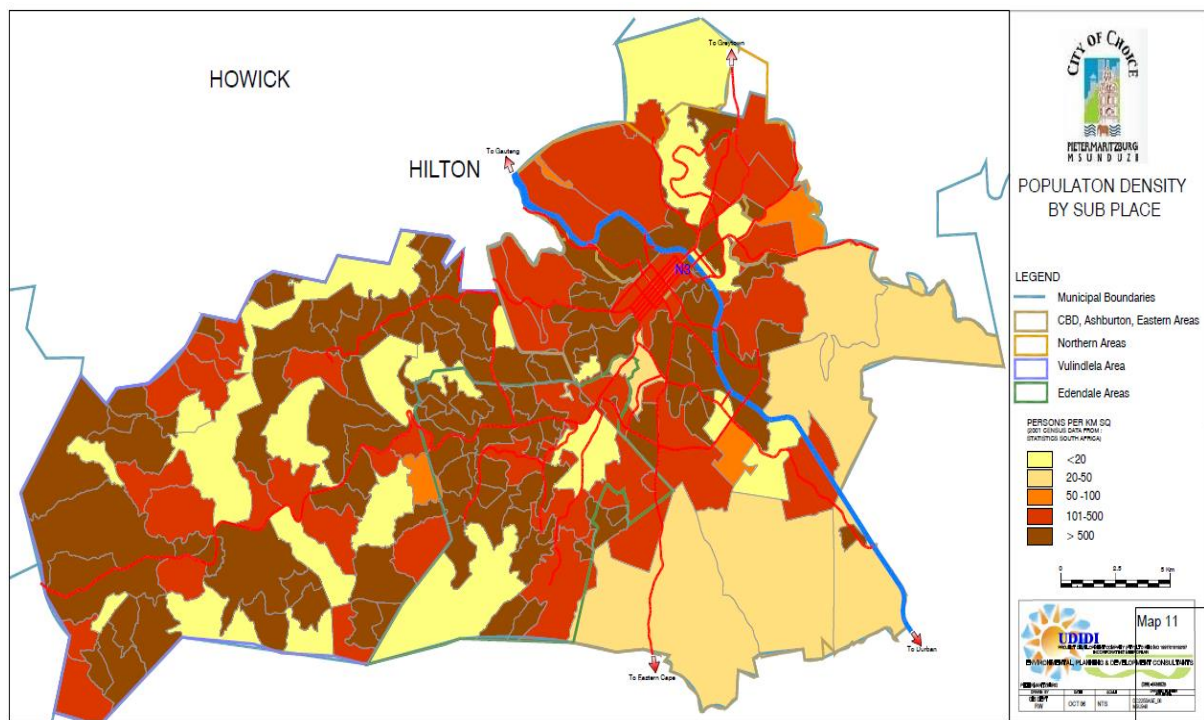 To Greytown
HOWICK
To Gauteng
HILTON
N3
To Durban
To Eastern Cape
CITY OF CHOICE
PIETERMARITZBURG
MSUNDUZI
POPULATON DENSITY
BY SUB PLACE
LEGEND
Municipal Boundaries
CBD, Ashburton, Eastern Areas
Northern Areas
Vulindlela Area
Edendale Areas
PERSONS PER KM SQ
(2001 CENSUS DATA FROM :
STATISTICS SOUTH AFRICA)
<20
20-50
50 -100
101-500
> 500
0 2.5 5 Km
Map 11
UDIDI
ENVIRONMENTAL, PLANNING & DEVELOPMENT CONSULTANTS
DATE
OCT 06 NTS